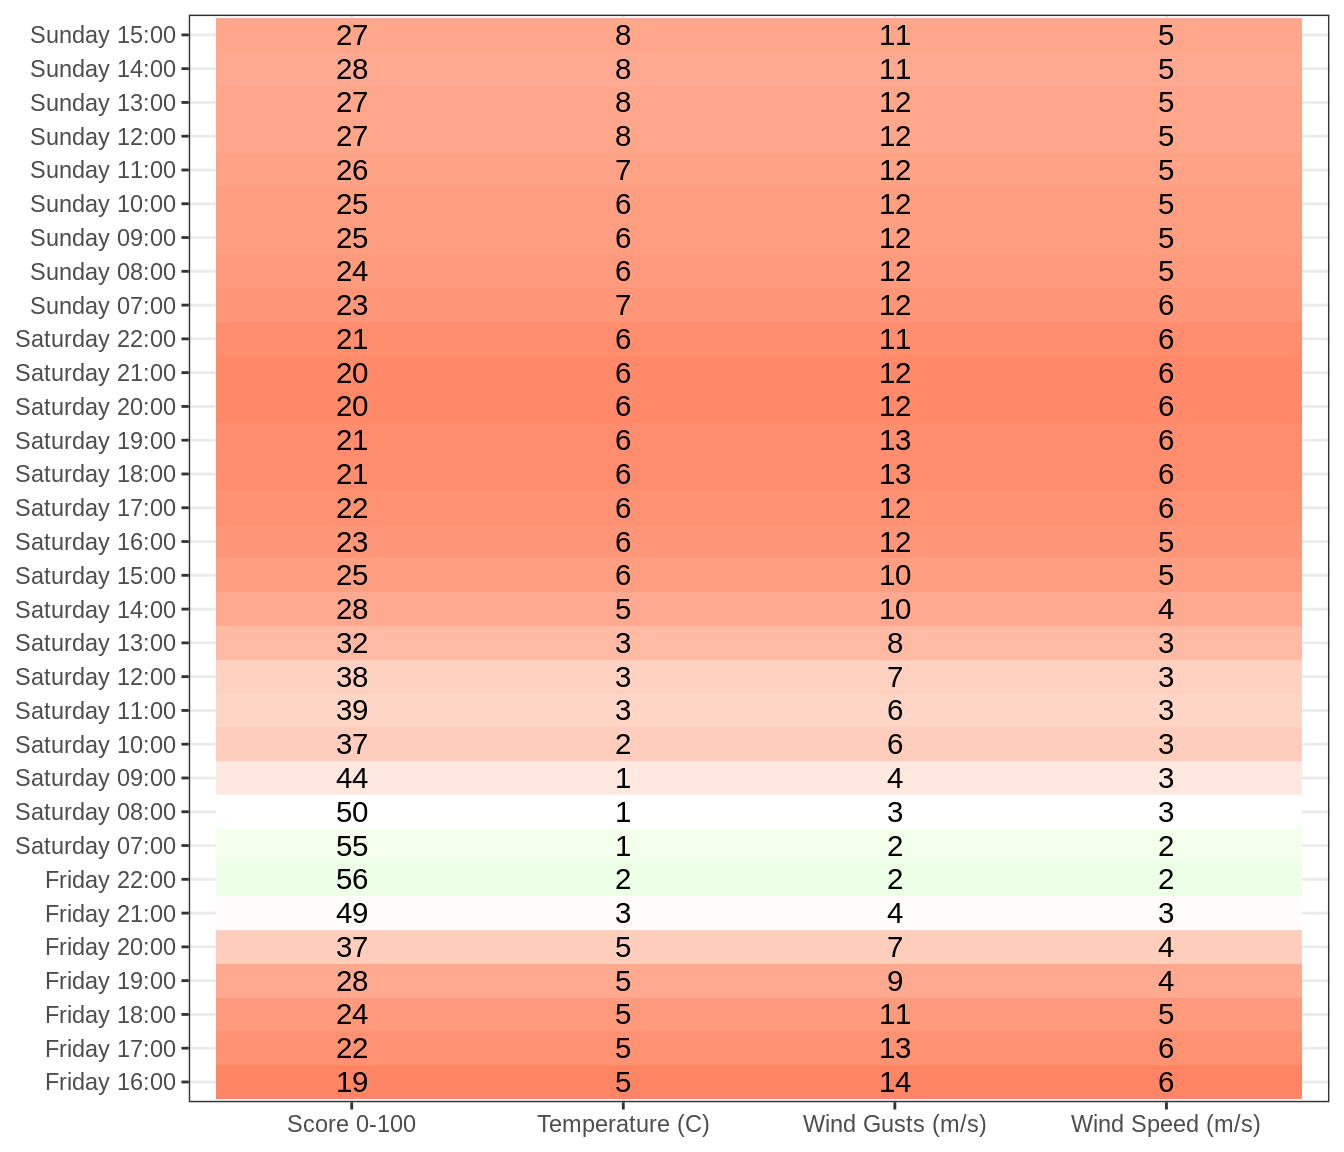 Sunday 15:00 27 8 11 5
Sunday 14:00 28 8 11 5
Sunday 13:00 27 8 12 5
Sunday 12:00 27 8 12 5
Sunday 11:00 26 7 12 5
Sunday 10:00 25 6 12 5
Sunday 09:00 25 6 12 5
Sunday 08:00 24 6 12 5
Sunday 07:00 23 7 12 6
Saturday 22:00 21 6 11 6
Saturday 21:00 20 6 12 6
Saturday 20:00 20 6 12 6
Saturday 19:00 21 6 13 6
Saturday 18:00 21 6 13 6
Saturday 17:00 22 6 12 6
Saturday 16:00 23 6 12 5
Saturday 15:00 25 6 10 5
Saturday 14:00 28 5 10 4
Saturday 13:00 32 3 8 3
Saturday 12:00 38 3 7 3
Saturday 11:00 39 3 6 3
Saturday 10:00 37 2 6 3
Saturday 09:00 44 1 4 3
Saturday 08:00 50 1 3 3
Saturday 07:00 55 1 2 2
Friday 22:00 56 2 2 2
Friday 21:00 49 3 4 3
Friday 20:00 37 5 7 4
Friday 19:00 28 5 9 4
Friday 18:00 24 5 11 5
Friday 17:00 22 5 13 6
Friday 16:00 19 5 14 6
Score 0-100 Temperature (C) Wind Gusts (m/s) Wind Speed (m/s)